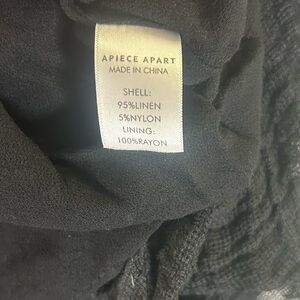 APIECE APART
MADE IN CHINA
SHELL:
95%LINEN
5%NYLON
LINING:
100%RAYON